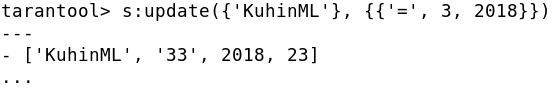 tarantool> s:update({'KuhinML'}, {{'=', 3, 2018}})
---
- ['KuhinML', '33', 2018, 23]
...